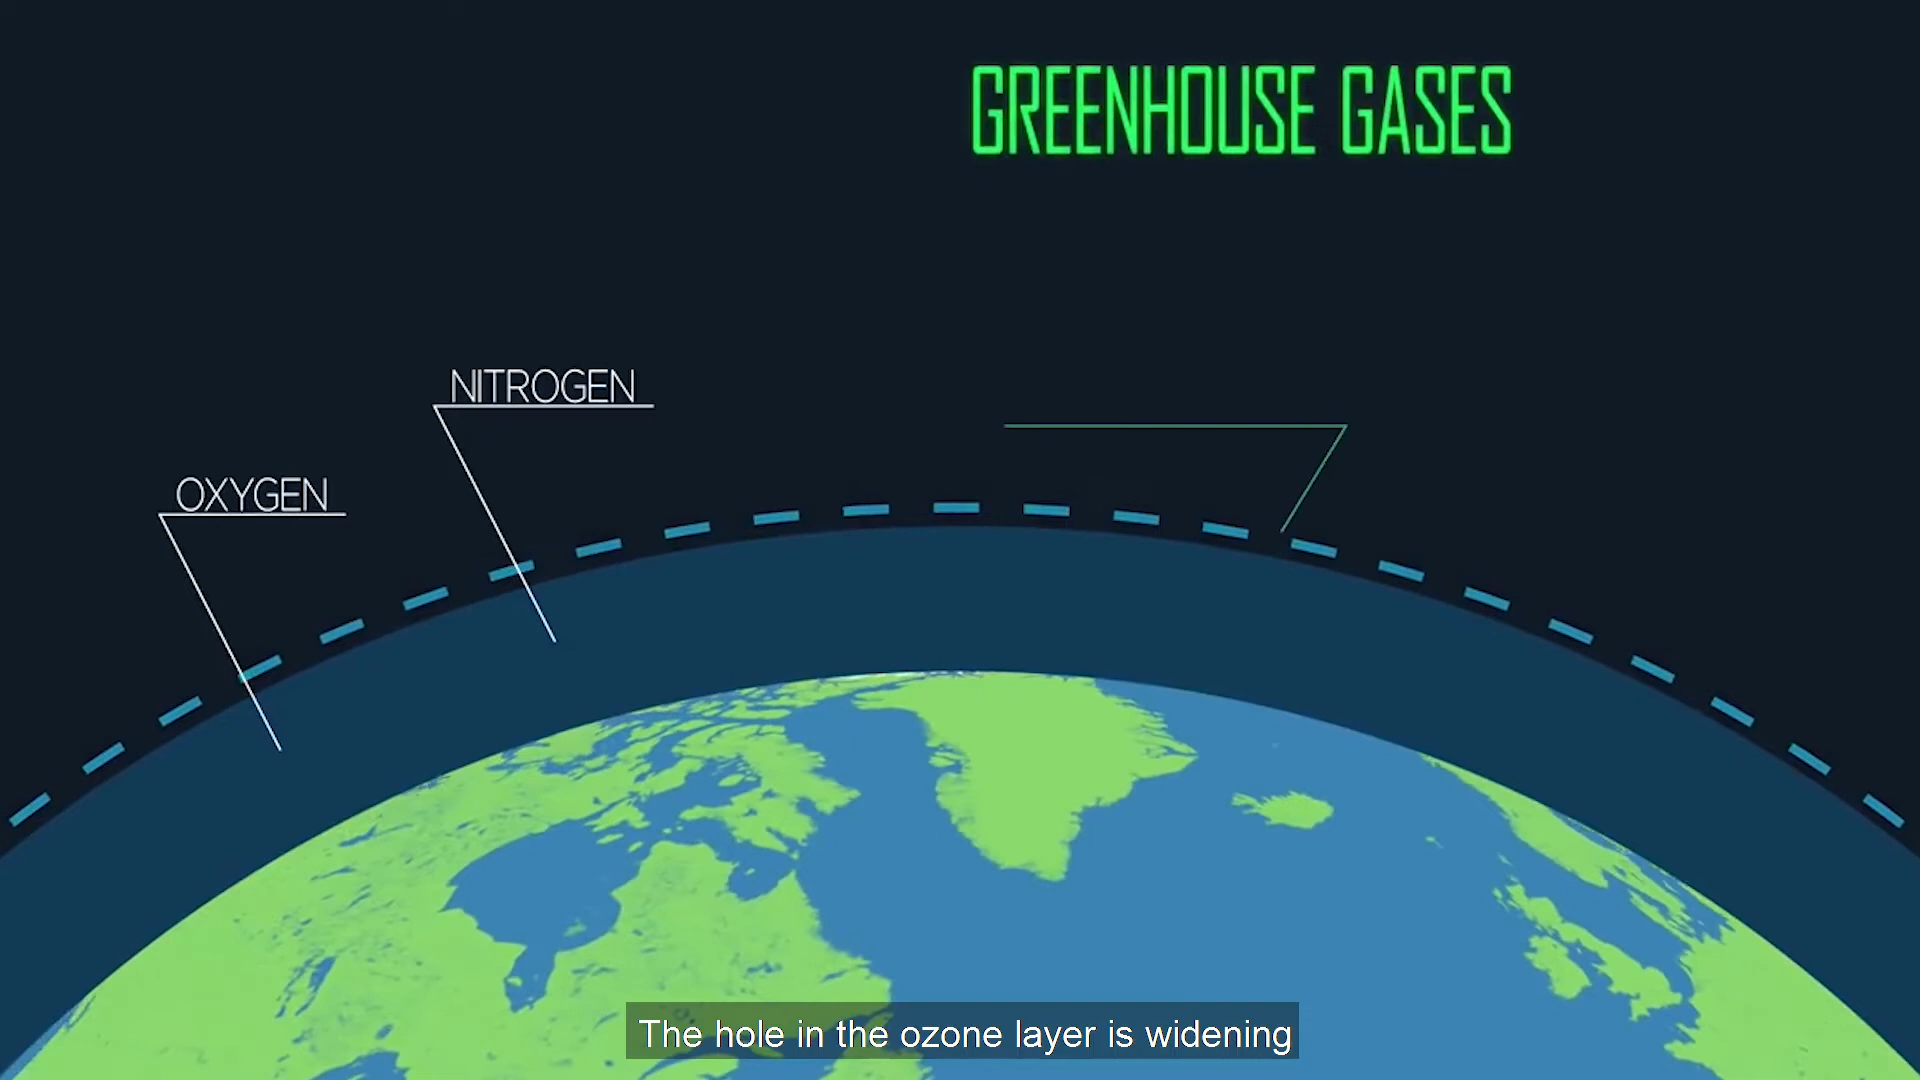 GREENHOUSE GASES
NITROGEN
OXYGEN
The hole in the ozone layer is widening